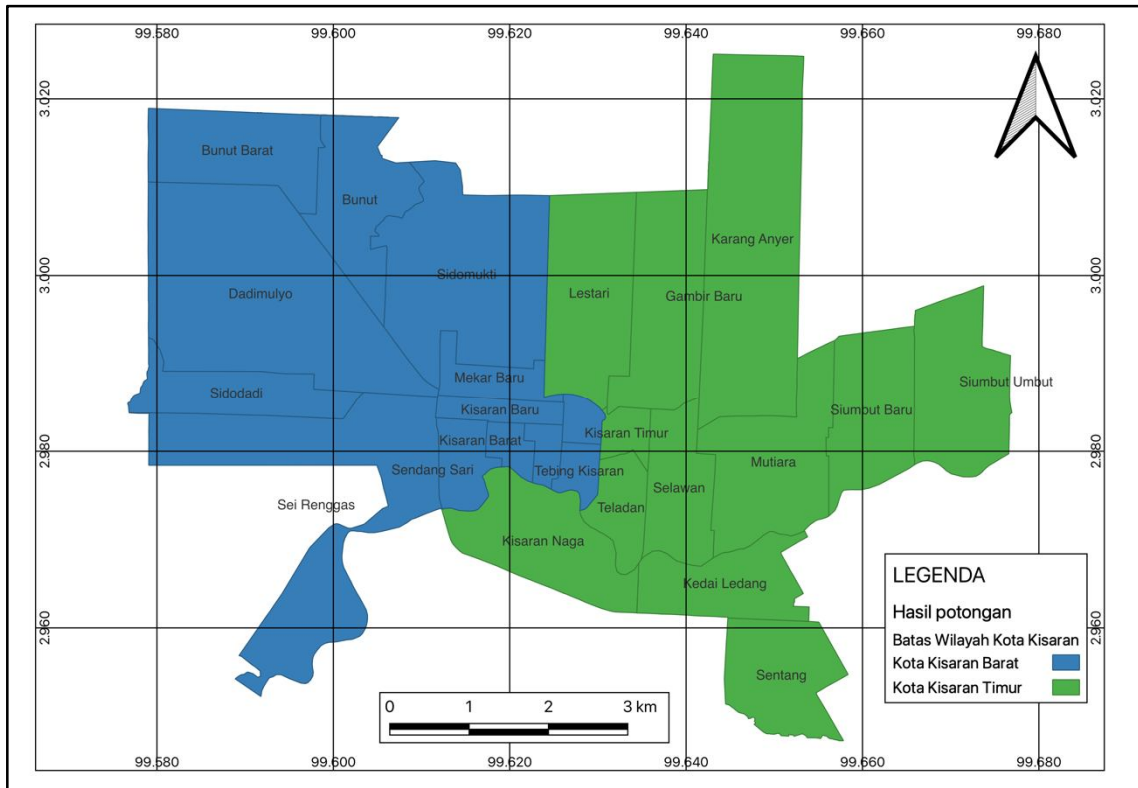 99.580 99.600 99.620 99.640 99.660 99.680
3.020
3.020
Bunut Barat
Bunut
Karang Anyer
Sidomukti
3.000
3.000
Dadimulyo
Lestari
Gambir Baru
Mekar Baru
Siumbut Umbut
Sidodadi
Kisaran Baru
Siumbut Baru
Kisaran Barat
Kisaran Timur
2.980
2.980
Sendang Sari
Tebing Kisaran
Mutiara
Selawan
Sei Renggas
Teladan
Kisaran Naga
Kedai Ledang
2.960
2.960
Sentang
LEGENDA
Hasil potongan
Batas Wilayah Kota Kisaran
Kota Kisaran Barat
Kota Kisaran Timur
0 1 2 3 km
99.580 99.600 99.620 99.640 99.660 99.680